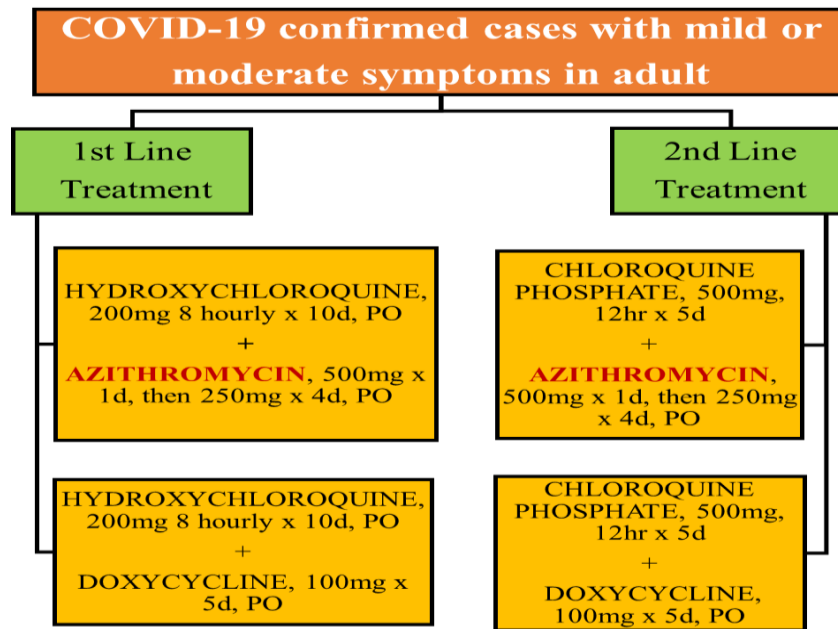 COVID-19 confirmed cases with mild or
moderate symptoms in adult
1st Line
Treatment
HYDROXYCHLOROQUINE,
200mg 8 hourly x 10d, PO
+
AZITHROMYCIN, 500mg x
1d, then 250mg x 4d, PO
HYDROXYCHLOROQUINE,
200mg 8 hourly x 10d, PO
+
DOXYCYCLINE, 100mg x
5d, PO
2nd Line
Treatment
CHLOROQUINE
PHOSPHATE, 500mg,
12hr x 5d
+
AZITHROMYCIN,
500mg x 1d, then 250mg
x 4d, PO
CHLOROQUINE
PHOSPHATE, 500mg,
12hr x 5d
+
DOXYCYCLINE,
100mg x 5d, PO